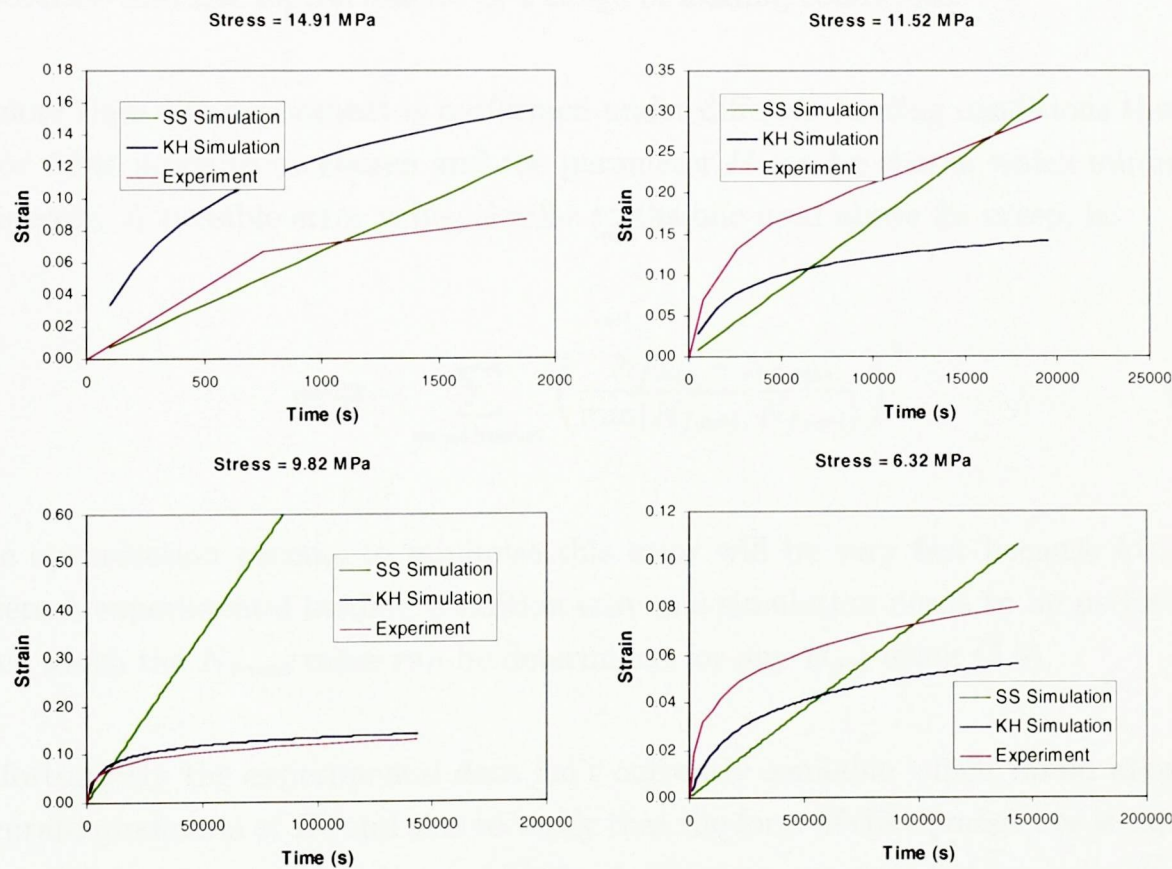 Stress = 14.91 MPa
0.18
0.16
0.14
0.12
0.10
0.08
0.06
0.04
0.02
0.00
Strain
SS Simulation
KH Simulation
Experiment
0 500 1000 1500 2000
Time (s)
Stress = 11.52 MPa
0.35
0.30
0.25
0.20
0.15
0.10
0.05
0.00
Strain
SS Simulation
KH Simulation
Experiment
0 5000 10000 15000 20000 25000
Time (s)
Stress = 9.82 MPa
0.60
0.50
0.40
0.30
0.20
0.10
0.00
Strain
SS Simulation
KH Simulation
Experiment
0 50000 100000 150000 200000
Time (s)
Stress = 6.32 MPa
0.12
0.10
0.08
0.06
0.04
0.02
0.00
Strain
SS Simulation
KH Simulation
Experiment
0 50000 100000 150000 200000
Time (s)